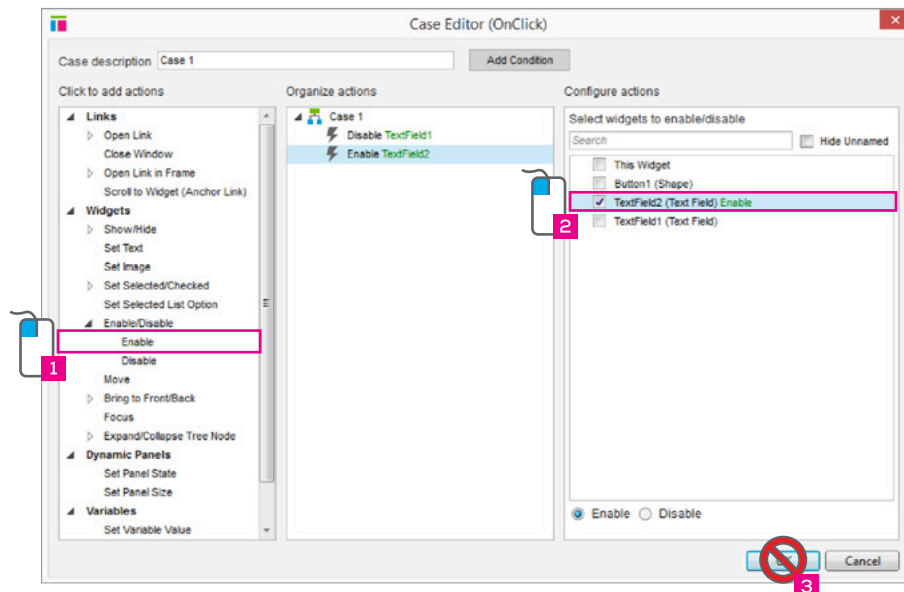 Case Editor (OnClick)
Case description Case 1 Add Condition
Click to add actions
Links
Open Link
Close Window
Open Link in Frame
Scroll to Widget (Anchor Link)
Widgets
Show/Hide
Set Text
Set Image
Set Selected/Checked
Set Selected List Option
Enable/Disable
Enable
1
Disable
Move
Bring to Front/Back
Focus
Expand/Collapse Tree Node
Dynamic Panels
Set Panel State
Set Panel Size
Variables
Set Variable Value
Organize actions
Case 1
Disable TextField1
Enable TextField2
Configure actions
Select widgets to enable/disable
Search Hide Unnamed
This Widget
Button1 (Shape)
TextField2 (Text Field) Enable
2
TextField1 (Text Field)
Enable Disable
Cancel
3